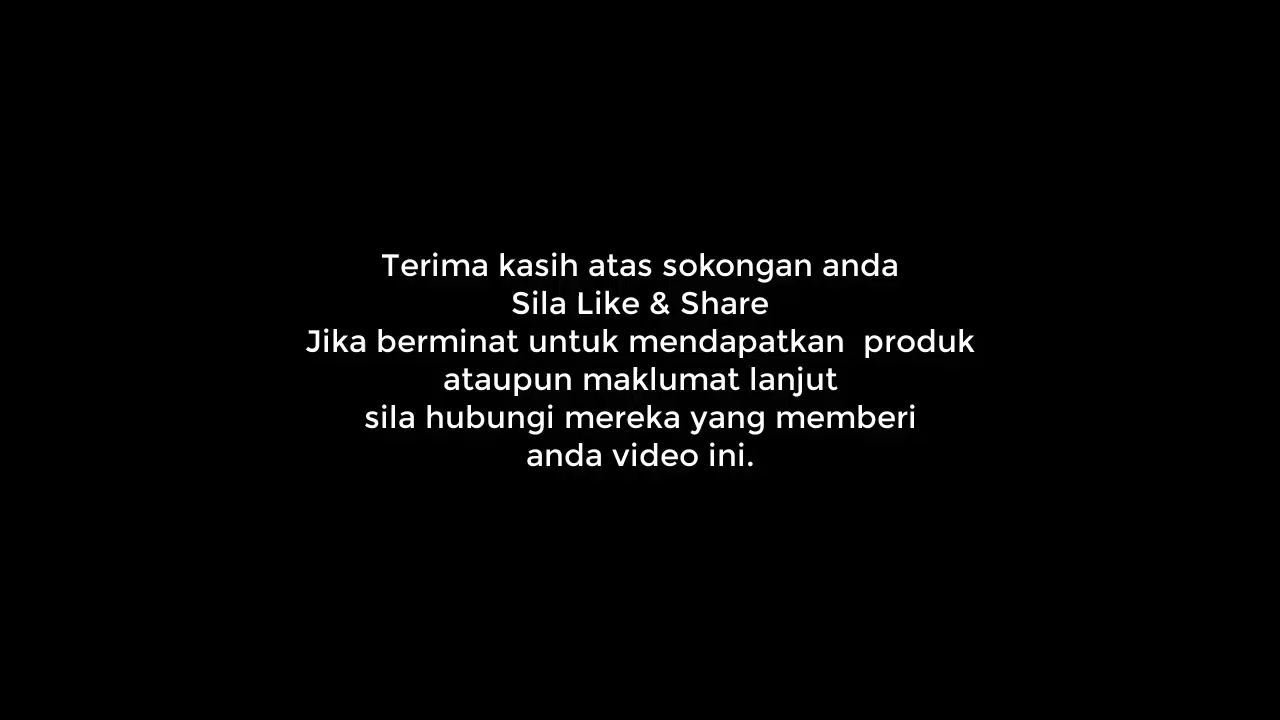 Terima kasih atas sokongan anda
Sila Like & Share
Jika berminat untuk mendapatkan  produk
ataupun maklumat lanjut
sila hubungi mereka yang memberi
anda video ini.